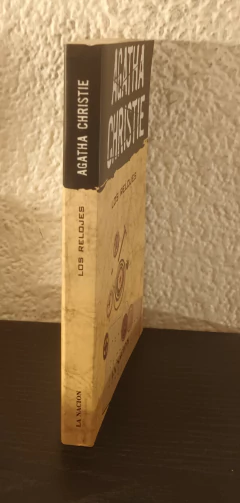 AGATHA CHRISTIE
LOS RELOJES
LA NACION
AGATHA
CHRISTIE
LOS RELOJES